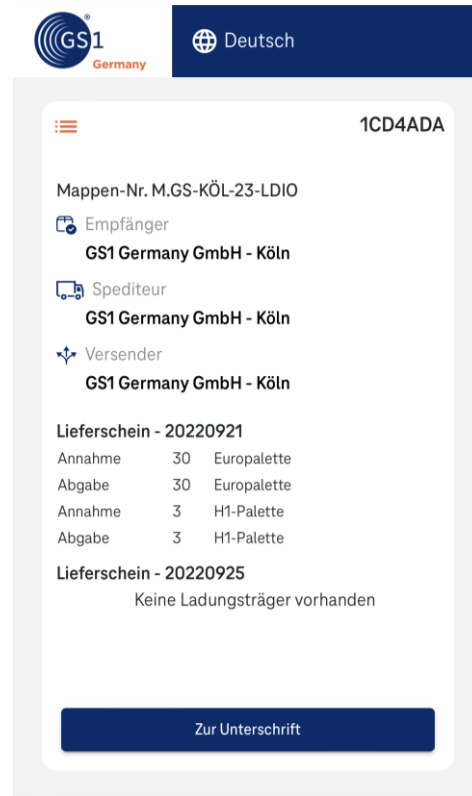 GS1
Germany
Deutsch
1CD4ADA
Mappen-Nr. M.GS-KÖL-23-LDIO
Empfänger
GS1 Germany GmbH - Köln
Spediteur
GS1 Germany GmbH - Köln
Versender
GS1 Germany GmbH - Köln
Lieferschein - 20220921
Annahme 30 Europalette
Abgabe 30 Europalette
Annahme 3 H1-Palette
Abgabe 3 H1-Palette
Lieferschein - 20220925
Keine Ladungsträger vorhanden
Zur Unterschrift